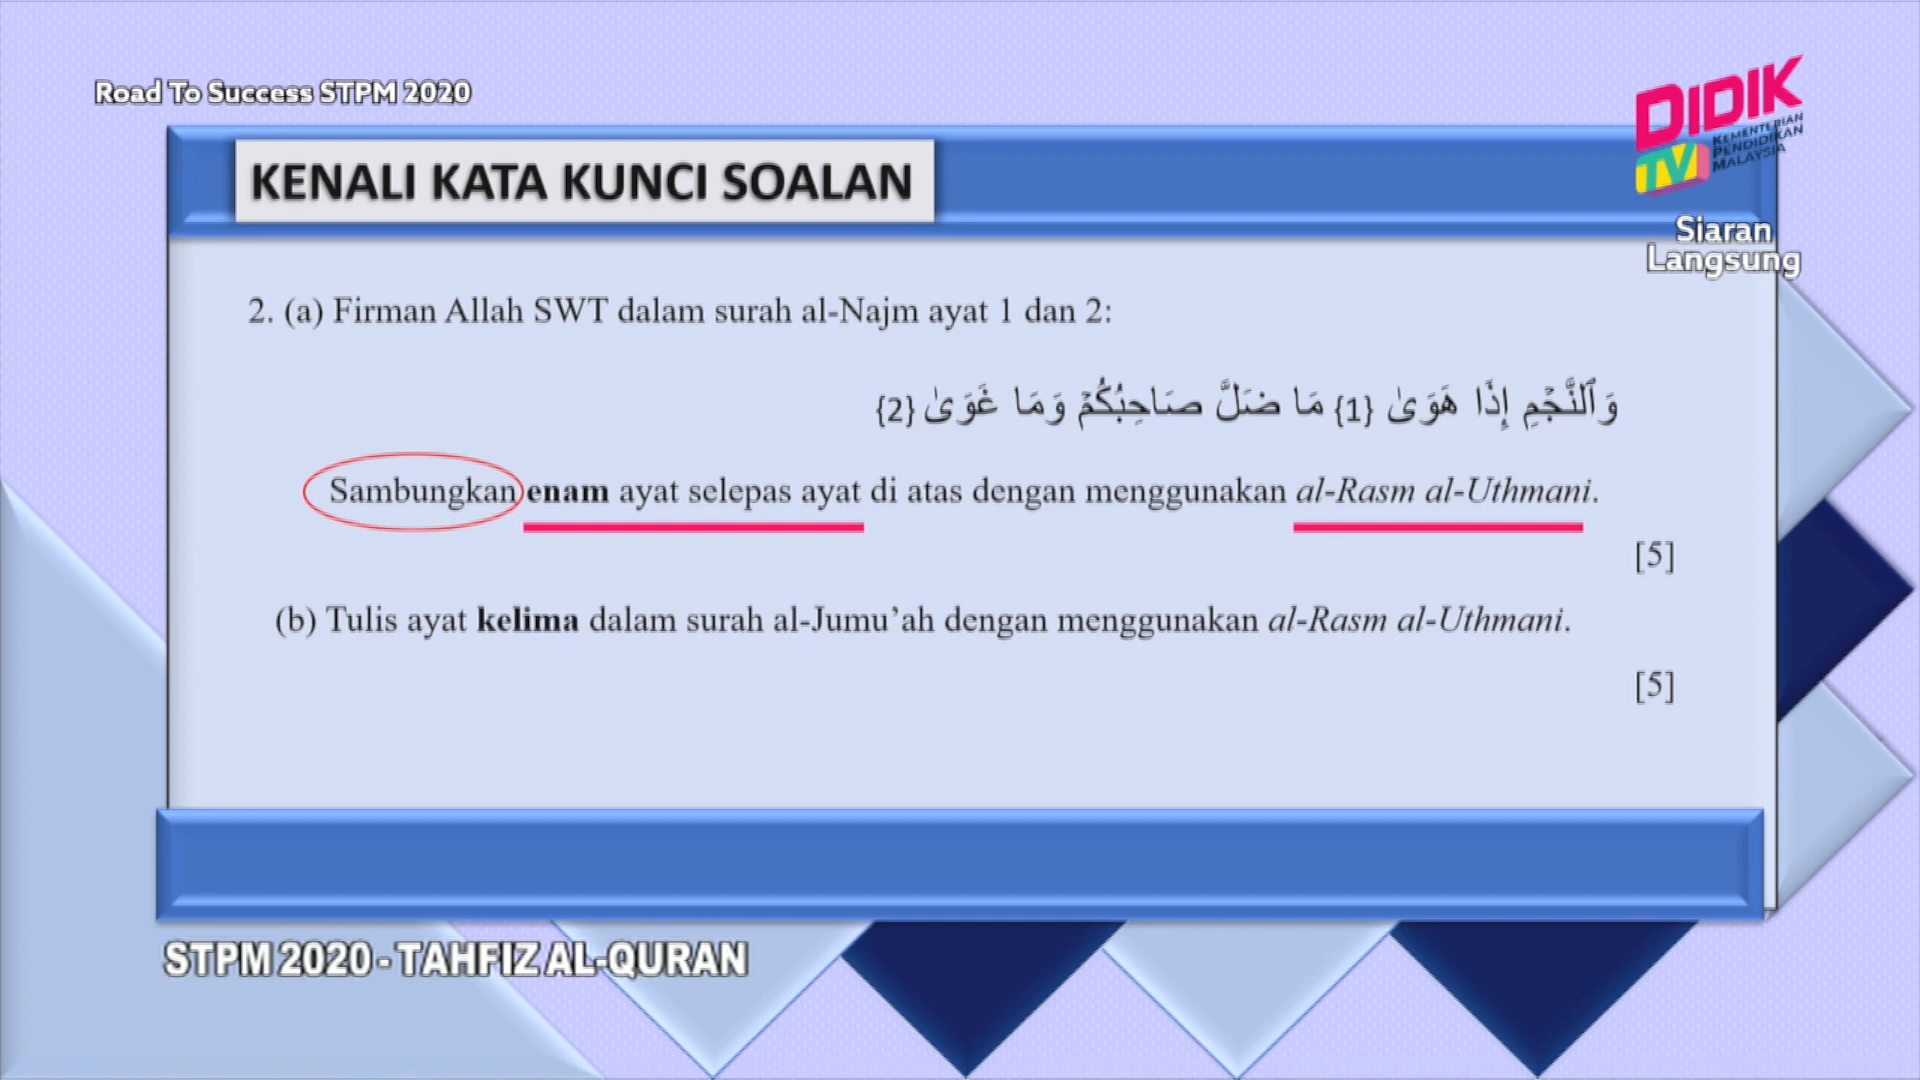 Road To Success STPM 2020
DIDIK
TV
KEMENTERIAN
PENDIDIKAN
MALAYSIA
Siaran
Langsung
KENALI KATA KUNCI SOALAN
2. (a) Firman Allah SWT dalam surah al-Najm ayat 1 dan 2:
وَٱلنَّجْمِ إِذَا هَوَىٰ {1} مَا ضَلَّ صَاحِبُكُمْ وَمَا غَوَىٰ {2}
Sambungkan enam ayat selepas ayat di atas dengan menggunakan al-Rasm al-Uthmani.
[5]
(b) Tulis ayat kelima dalam surah al-Jumu’ah dengan menggunakan al-Rasm al-Uthmani.
[5]
STPM 2020 - TAHFIZ AL-QURAN